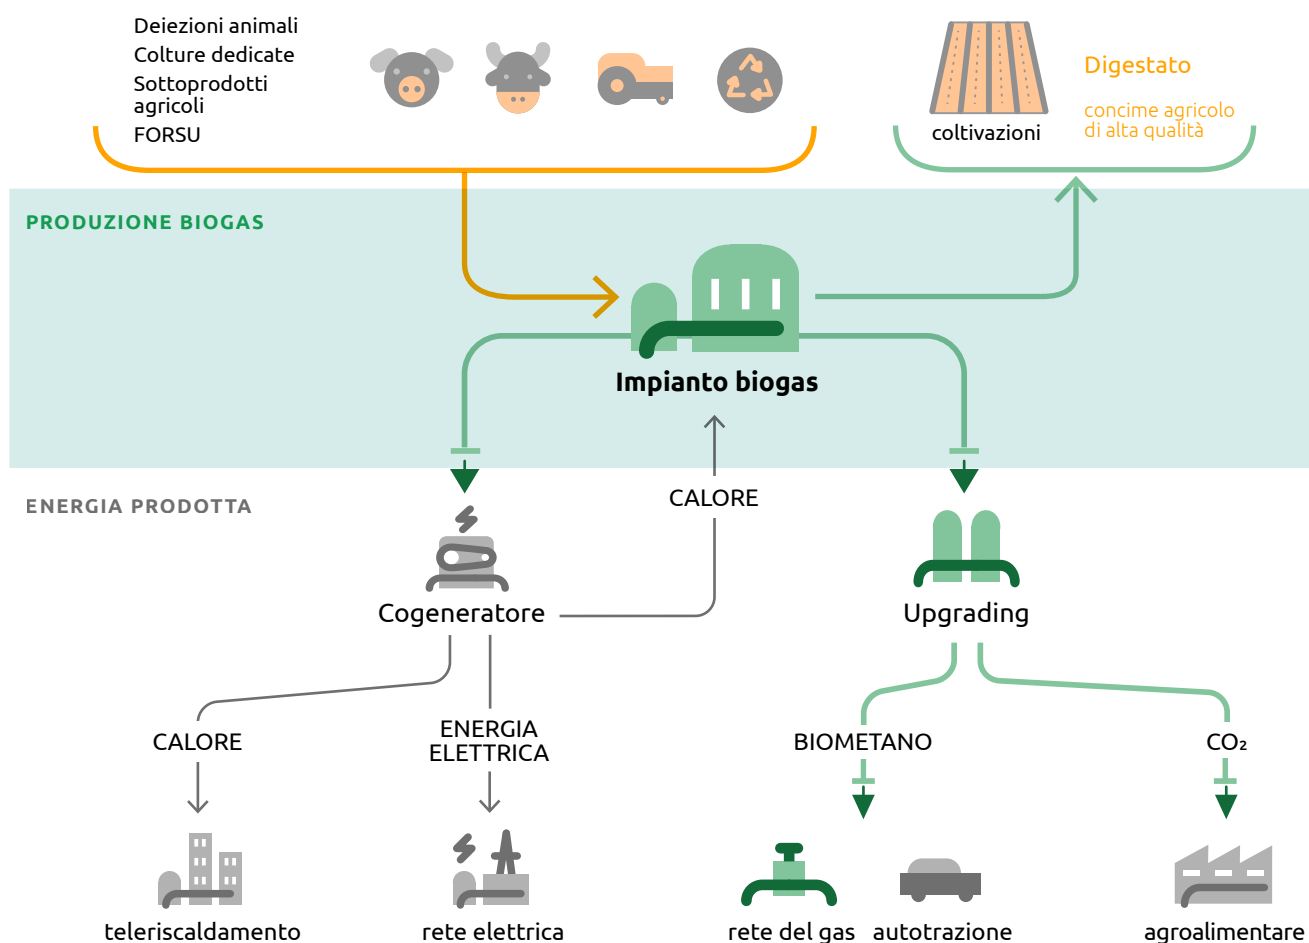 Deiezioni animali
Colture dedicate
Sottoprodotti
agricoli
FORSU
coltivazioni
Digestato
concime agricolo
di alta qualità
PRODUZIONE BIOGAS
Impianto biogas
ENERGIA PRODOTTA
CALORE
Cogeneratore
Upgrading
CALORE
ENERGIA
ELETTRICA
BIOMETANO
CO₂
teleriscaldamento
rete elettrica
rete del gas
autotrazione
agroalimentare